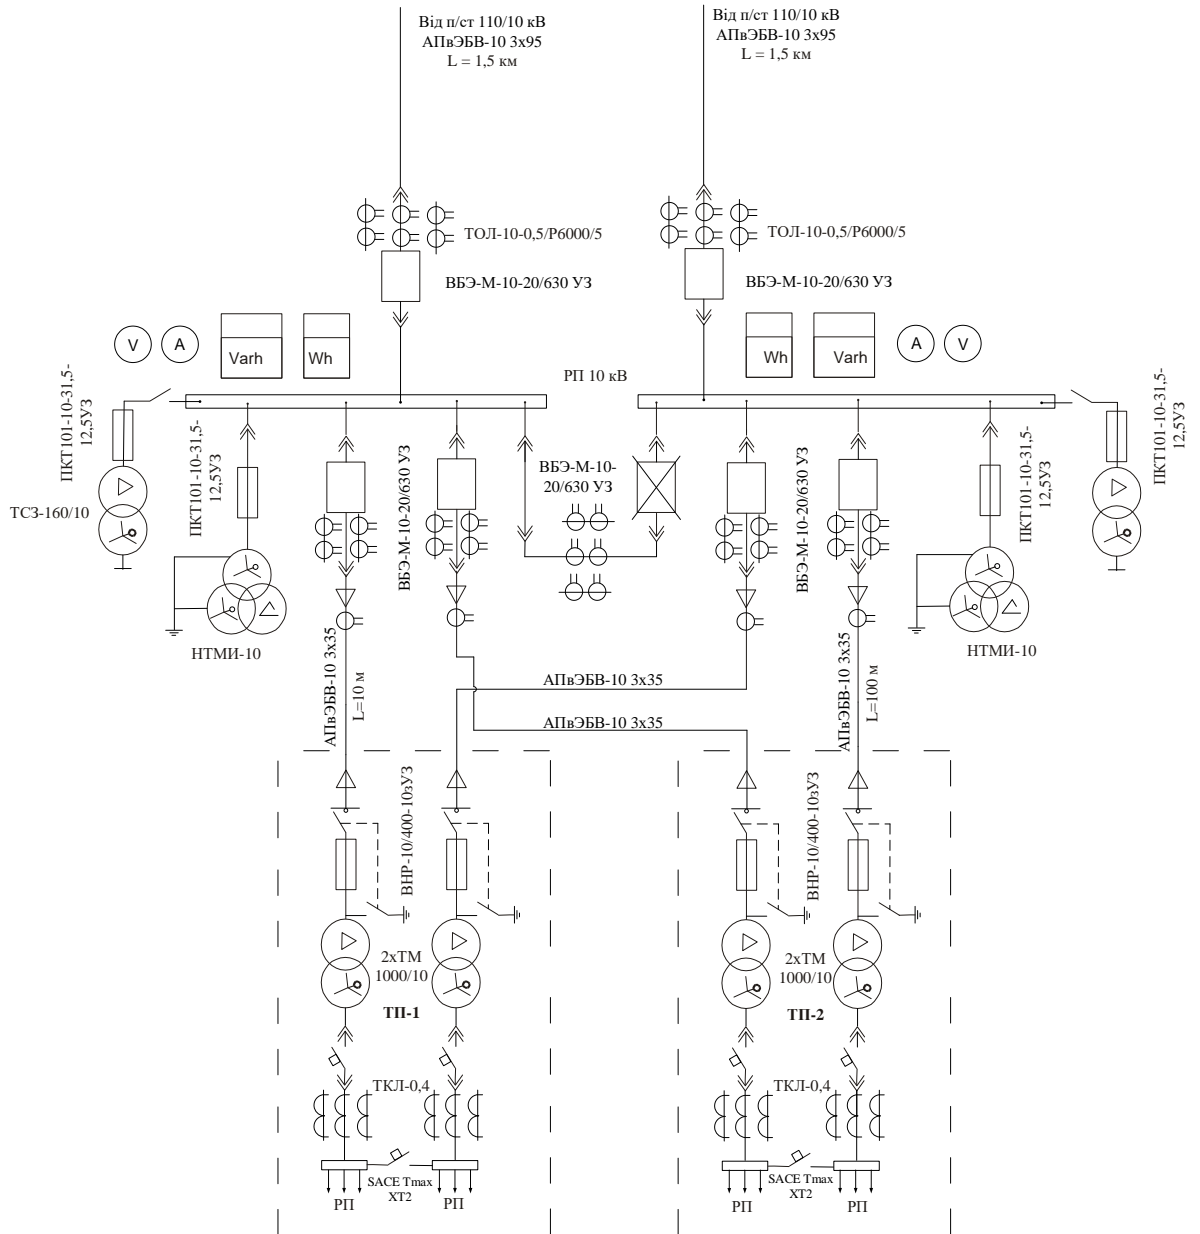 Від п/ст 110/10 кВ
АПвЭБВ-10 3х95
L = 1,5 км
Від п/ст 110/10 кВ
АПвЭБВ-10 3х95
L = 1,5 км
ТОЛ-10-0,5/Р6000/5
ТОЛ-10-0,5/Р6000/5
ВБЭ-М-10-20/630 УЗ
ВБЭ-М-10-20/630 УЗ
V
A
Varh
Wh
Wh
Varh
A
V
РП 10 кВ
ПКТ101-10-31,5-
12,5УЗ
ПКТ101-10-31,5-
12,5УЗ
ТСЗ-160/10
НТМИ-10
ВБЭ-М-10-20/630 УЗ
ВБЭ-М-10-
20/630 УЗ
ВБЭ-М-10-20/630 УЗ
ПКТ101-10-31,5-
12,5УЗ
ПКТ101-10-31,5-
12,5УЗ
НТМИ-10
АПвЭБВ-10 3х35
L=10 м
АПвЭБВ-10 3х35
АПвЭБВ-10 3х35
АПвЭБВ-10 3х35
L=100 м
ВНР-10/400-10зУЗ
ВНР-10/400-10зУЗ
2хТМ
1000/10
ТП-1
2хТМ
1000/10
ТП-2
ТКЛ-0,4
ТКЛ-0,4
SACE Tmax
XT2
РП
РП
SACE Tmax
XT2
РП
РП